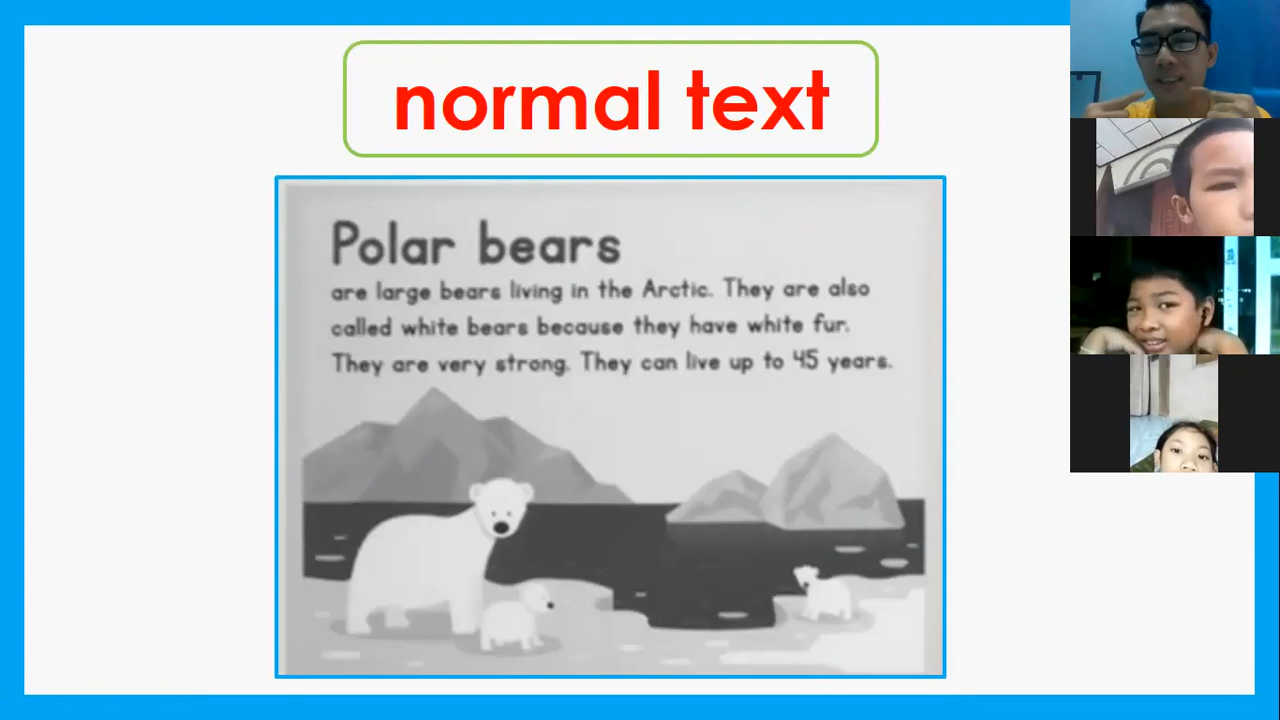 normal text
Polar bears
are large bears living in the Arctic. They are also
called white bears because they have white fur.
They are very strong. They can live up to 45 years.